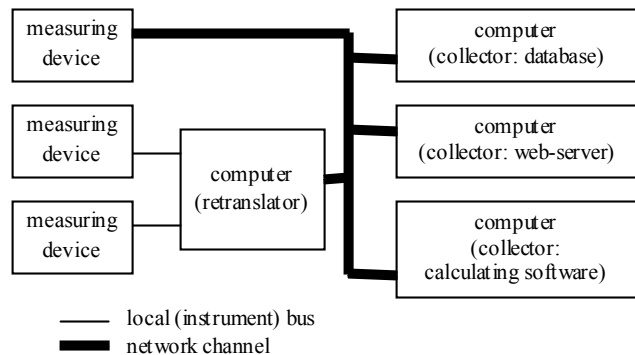 measuring
device
measuring
device
measuring
device
computer
(retranslator)
computer
(collector: database)
computer
(collector: web-server)
computer
(collector:
calculating software)
local (instrument) bus
network channel